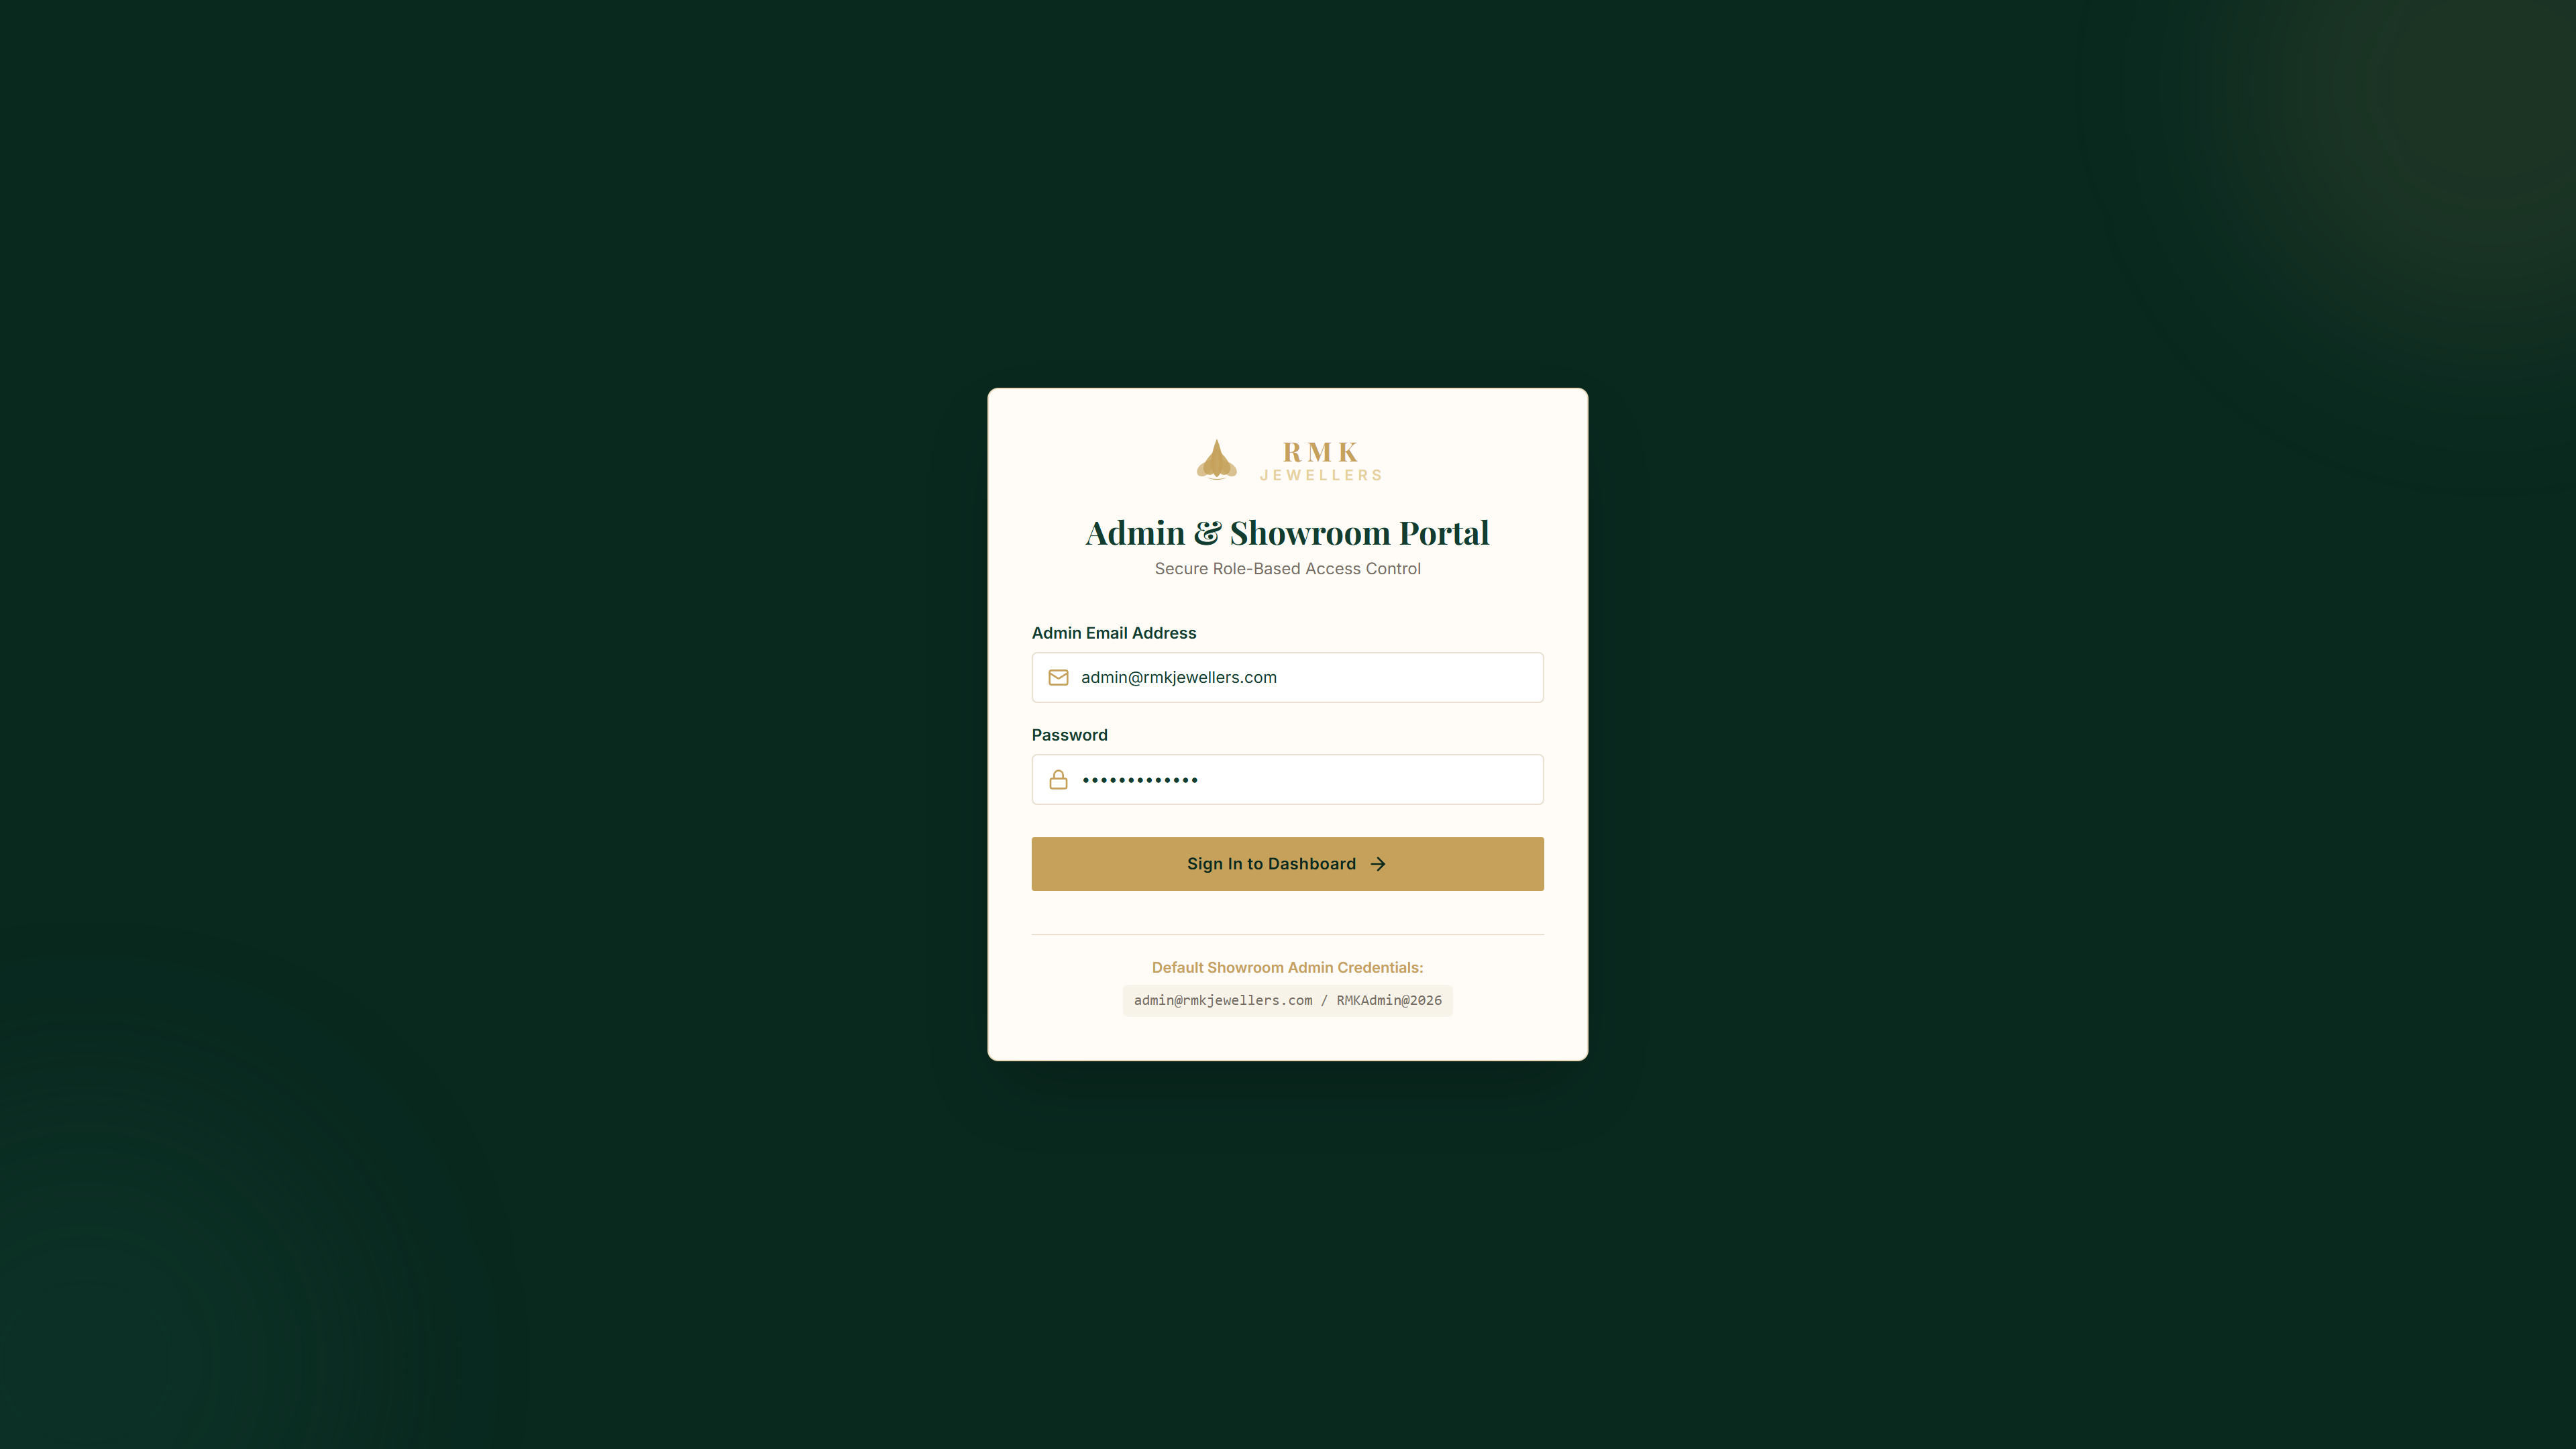 RMK
JEWELLERS
Admin & Showroom Portal
Secure Role-Based Access Control
Admin Email Address
admin@rmkjewellers.com
Password
•••••••••••••
Sign In to Dashboard →
Default Showroom Admin Credentials:
admin@rmkjewellers.com / RMKAdmin@2026